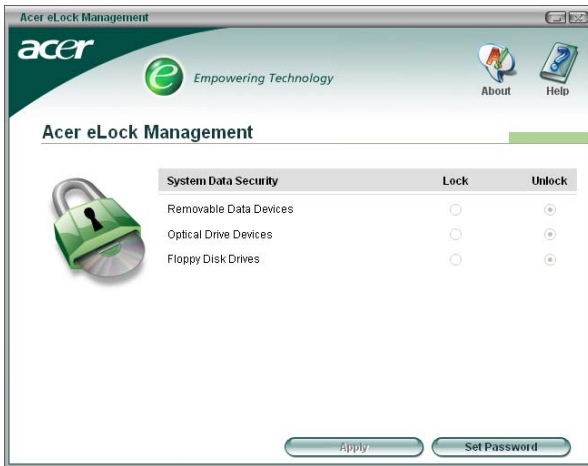 Acer eLock Management
acer
e Empowering Technology
About Help
Acer eLock Management
System Data Security Lock Unlock
Removable Data Devices
Optical Drive Devices
Floppy Disk Drives
Apply Set Password